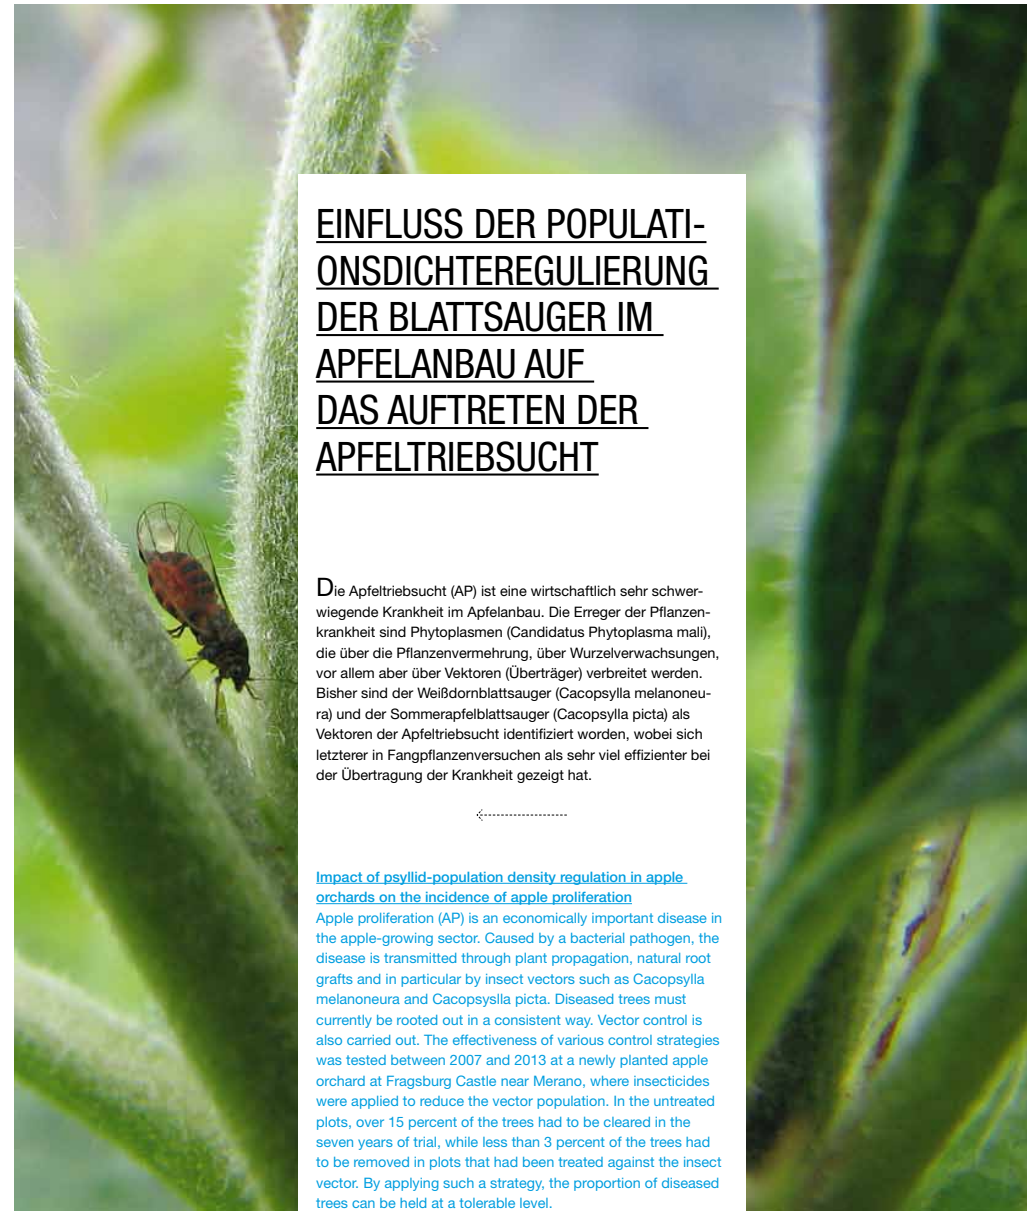 EINFLUSS DER POPULATI-
ONSDICHTEREGULIERUNG
DER BLATTSAUGER IM
APFELANBAU AUF
DAS AUFTRETEN DER
APFELTRIEBSUCHT
Die Apfeltriebsucht (AP) ist eine wirtschaftlich sehr schwer-
wiegende Krankheit im Apfelanbau. Die Erreger der Pflanzen-
krankheit sind Phytoplasmen (Candidatus Phytoplasma mali),
die über die Pflanzenvermehrung, über Wurzelverwachsungen,
vor allem aber über Vektoren (Überträger) verbreitet werden.
Bisher sind der Weißdornblattsauger (Cacopsylla melanoneu-
ra) und der Sommerapfelblattsauger (Cacopsylla picta) als
Vektoren der Apfeltriebsucht identifiziert worden, wobei sich
letzterer in Fangpflanzenversuchen als sehr viel effizienter bei
der Übertragung der Krankheit gezeigt hat.
Impact of psyllid-population density regulation in apple
orchards on the incidence of apple proliferation
Apple proliferation (AP) is an economically important disease in
the apple-growing sector. Caused by a bacterial pathogen, the
disease is transmitted through plant propagation, natural root
grafts and in particular by insect vectors such as Cacopsylla
melanoneura and Cacopsyslla picta. Diseased trees must
currently be rooted out in a consistent way. Vector control is
also carried out. The effectiveness of various control strategies
was tested between 2007 and 2013 at a newly planted apple
orchard at Fragsburg Castle near Merano, where insecticides
were applied to reduce the vector population. In the untreated
plots, over 15 percent of the trees had to be cleared in the
seven years of trial, while less than 3 percent of the trees had
to be removed in plots that had been treated against the insect
vector. By applying such a strategy, the proportion of diseased
trees can be held at a tolerable level.